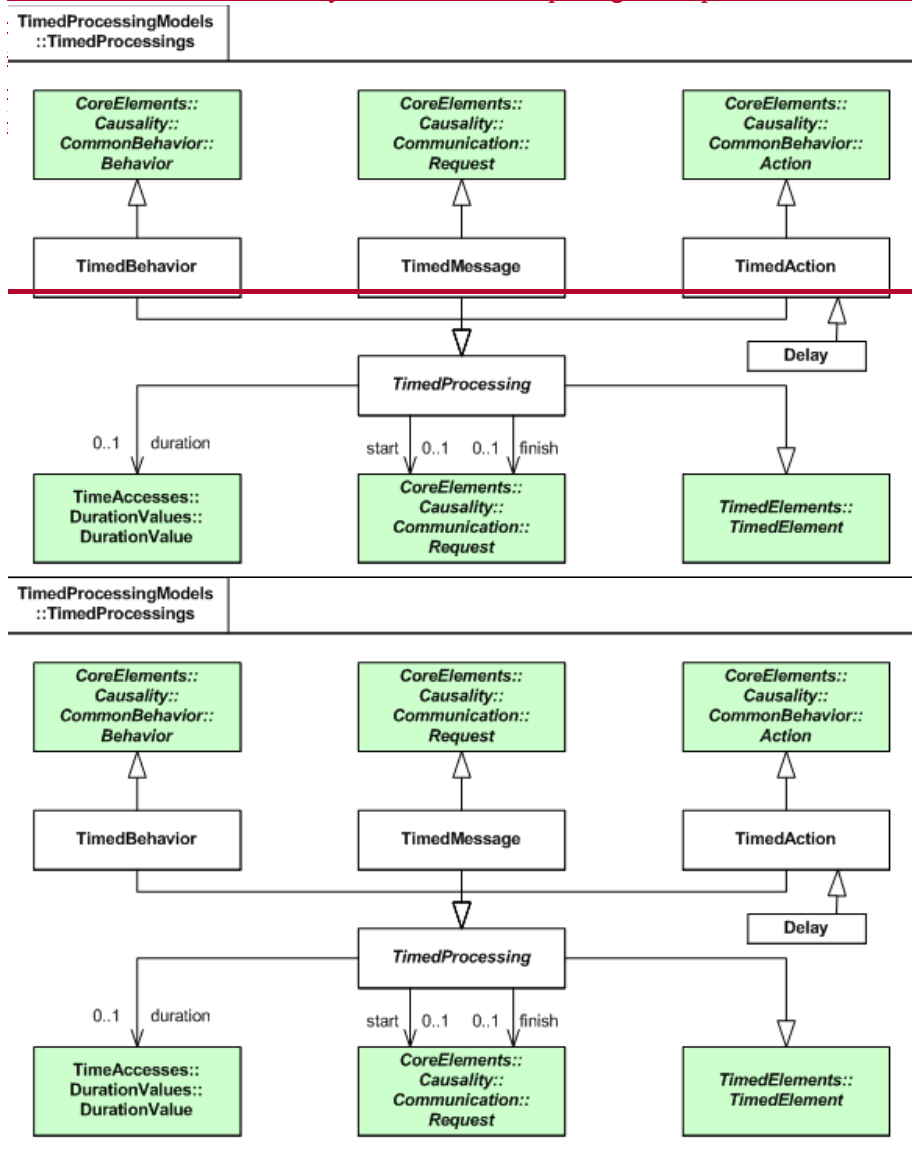 TimedProcessingModels
::TimedProcessings
CoreElements::
Causality::
CommonBehavior::
Behavior
CoreElements::
Causality::
Communication::
Request
CoreElements::
Causality::
CommonBehavior::
Action
TimedBehavior
TimedMessage
TimedAction
Delay
TimedProcessing
0..1 duration
start 0..1 0..1 finish
TimeAccesses::
DurationValues::
DurationValue
CoreElements::
Causality::
Communication::
Request
TimedElements::
TimedElement
TimedProcessingModels
::TimedProcessings
CoreElements::
Causality::
CommonBehavior::
Behavior
CoreElements::
Causality::
Communication::
Request
CoreElements::
Causality::
CommonBehavior::
Action
TimedBehavior
TimedMessage
TimedAction
Delay
TimedProcessing
0..1 duration
start 0..1 0..1 finish
TimeAccesses::
DurationValues::
DurationValue
CoreElements::
Causality::
Communication::
Request
TimedElements::
TimedElement